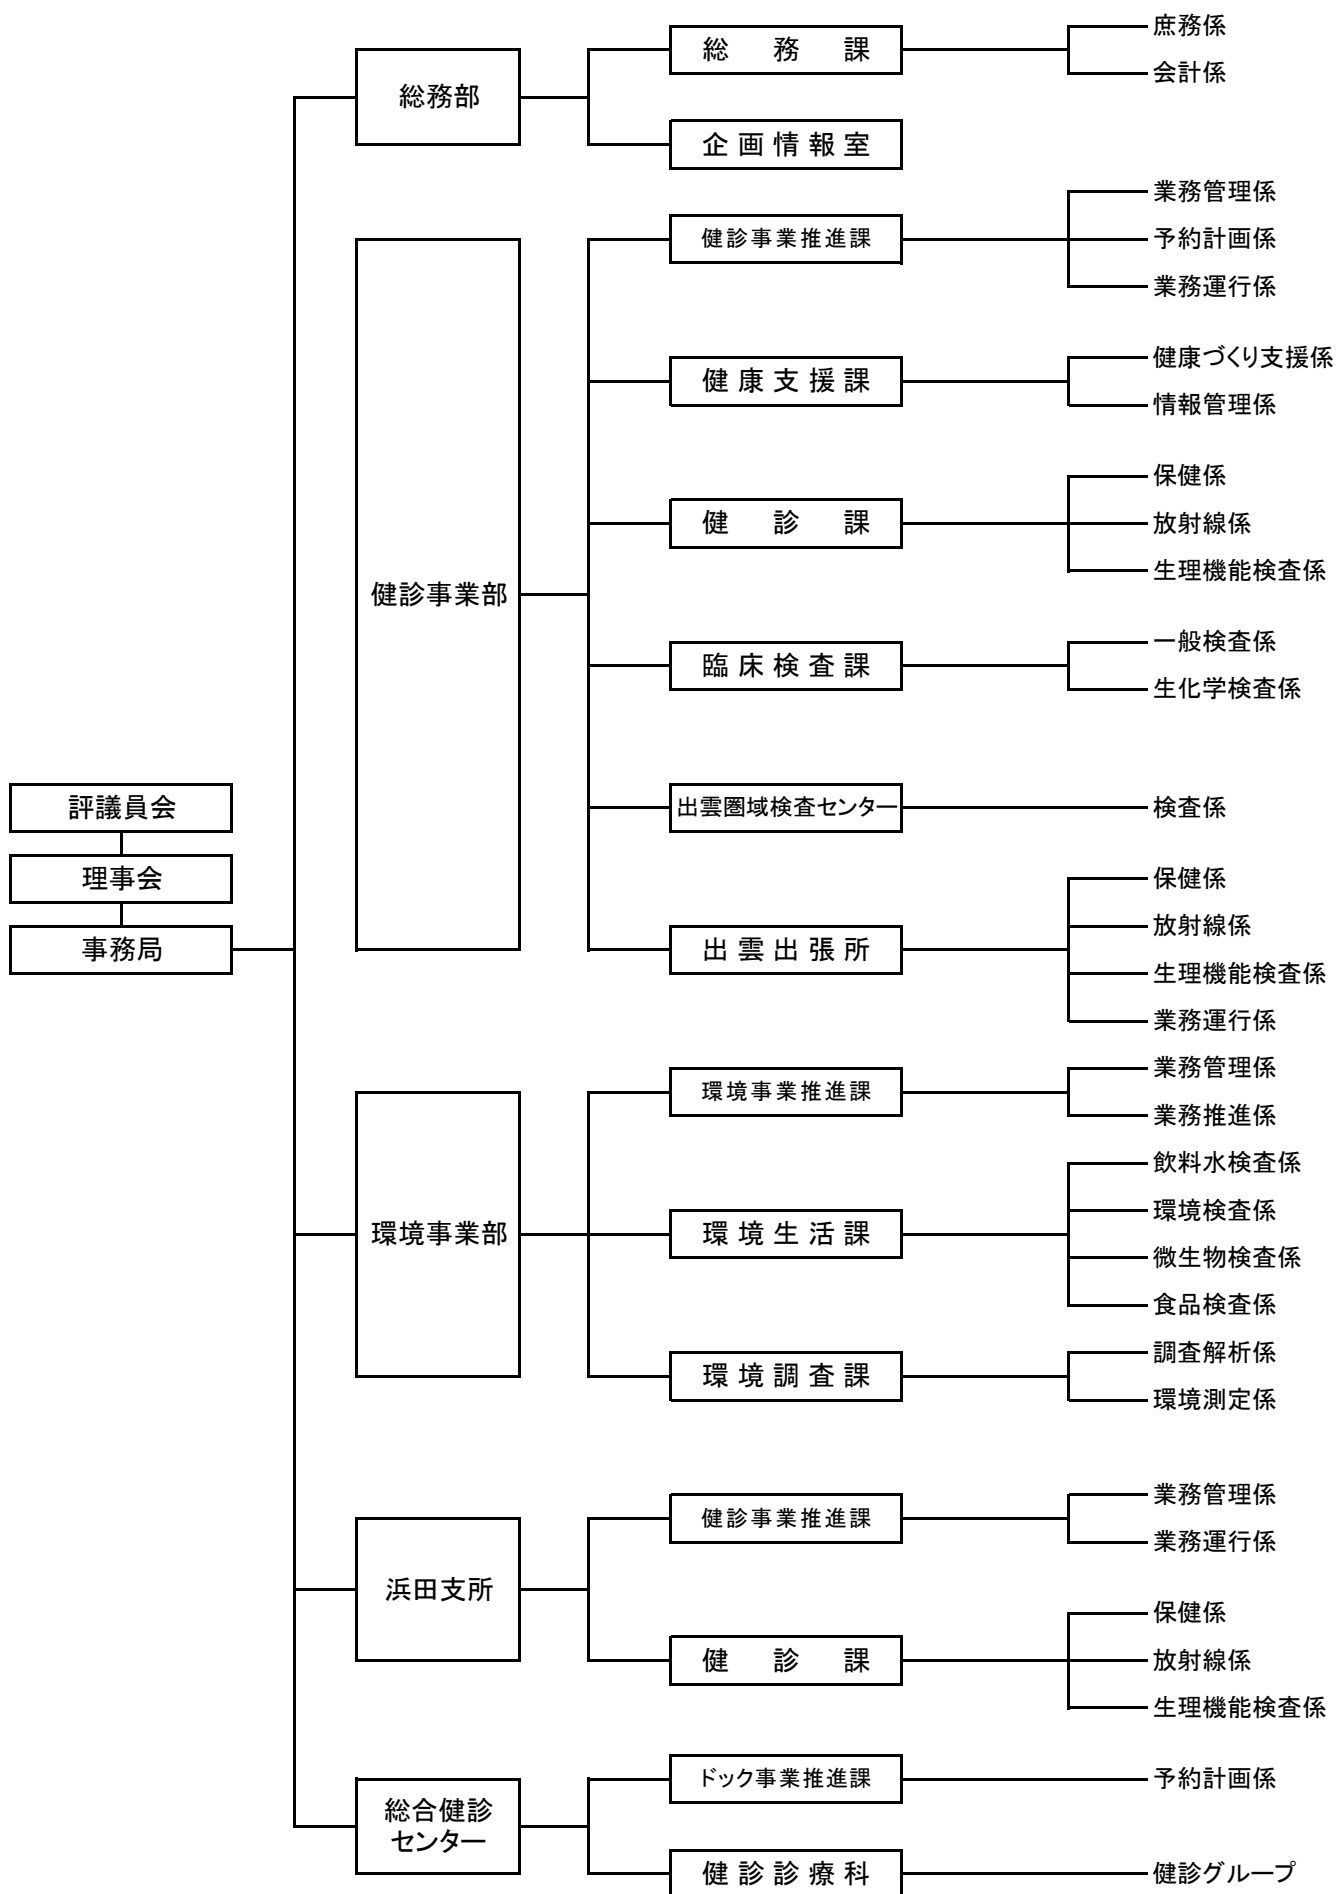 評議員会
理事会
事務局
総務部
総務課
庶務係
会計係
企画情報室
健診事業部
健診事業推進課
業務管理係
予約計画係
業務運行係
健康支援課
健康づくり支援係
情報管理係
健診課
保健係
放射線係
生理機能検査係
臨床検査課
一般検査係
生化学検査係
出雲圏域検査センター
検査係
出雲出張所
保健係
放射線係
生理機能検査係
業務運行係
環境事業部
環境事業推進課
業務管理係
業務推進係
環境生活課
飲料水検査係
環境検査係
微生物検査係
食品検査係
環境調査課
調査解析係
環境測定係
浜田支所
健診事業推進課
業務管理係
業務運行係
健診課
保健係
放射線係
生理機能検査係
総合健診
センター
ドック事業推進課
予約計画係
健診診療科
健診グループ